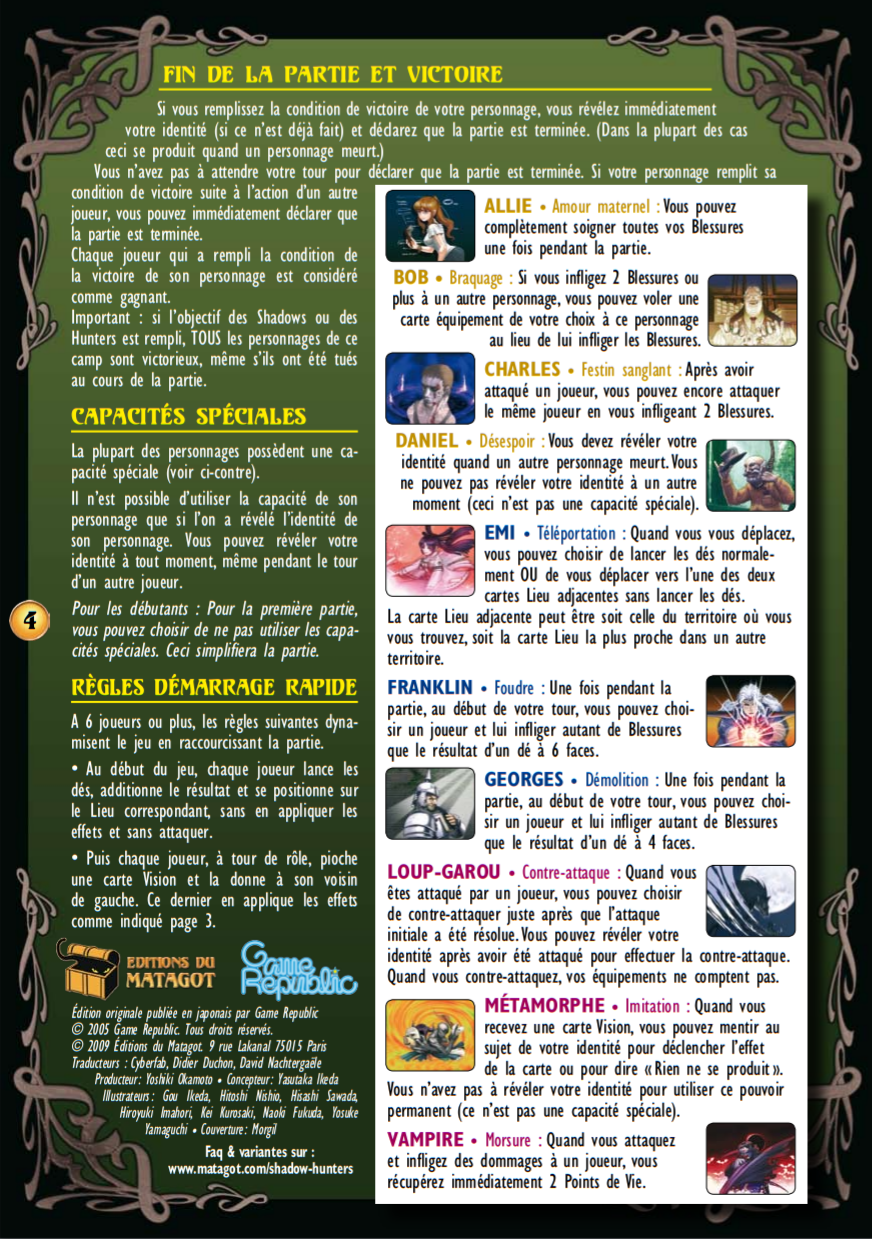 FIN DE LA PARTIE ET VICTOIRE
Si vous remplissez la condition de victoire de votre personnage, vous révélez immédiatement
votre identité (si ce n'est déjà fait) et déclarez que la partie est terminée. (Dans la plupart des cas
ceci se produit quand un personnage meurt.)
Vous n'avez pas à attendre votre tour pour déclarer que la partie est terminée. Si votre personnage remplit sa
condition de victoire suite à l'action d'un autre
joueur, vous pouvez immédiatement déclarer que
la partie est terminée.
Chaque joueur qui a rempli la condition de
la victoire de son personnage est considéré
comme gagnant.
Important : si l'objectif des Shadows ou des
Hunters est rempli, TOUS les personnages de ce
camp sont victorieux, même s'ils ont été tués
au cours de la partie.
CAPACITÉS SPÉCIALES
La plupart des personnages possèdent une ca-
pacité spéciale (voir ci-contre).
Il n'est possible d'utiliser la capacité de son
personnage que si l'on a révélé l'identité de
son personnage. Vous pouvez révéler votre
identité à tout moment, même pendant le tour
d'un autre joueur.
Pour les débutants : Pour la première partie,
vous pouvez choisir de ne pas utiliser les capa-
cités spéciales. Ceci simplifiera la partie.
4
RÈGLES DÉMARRAGE RAPIDE
A 6 joueurs ou plus, les règles suivantes dyna-
misent le jeu en raccourcissant la partie.
• Au début du jeu, chaque joueur lance les
dés, additionne le résultat et se positionne sur
le Lieu correspondant, sans en appliquer les
effets et sans attaquer.
• Puis chaque joueur, à tour de rôle, pioche
une carte Vision et la donne à son voisin
de gauche. Ce dernier en applique les effets
comme indiqué page 3.
EDITIONS DU
MATAGOT
Game
Republic
Édition originale publiée en japonais par Game Republic
© 2005 Game Republic. Tous droits réservés.
© 2009 Éditions du Matagot. 9 rue Lakanal 75015 Paris
Traducteurs : Cyberfab, Didier Duchon, David Nachtergaële
Producteur: Yoshiki Okamoto • Concepteur: Yasutaka Ikeda
Illustrateurs: Gou Ikeda, Hitoshi Nishio, Hisashi Sawada,
Hiroyuki Imahori, Kei Kurosaki, Naoki Fukuda, Yosuke
Yamaguchi • Couverture: Morgil
Faq & variantes sur :
www.matagot.com/shadow-hunters
ALLIE • Amour maternel : Vous pouvez
complètement soigner toutes vos Blessures
une fois pendant la partie.
BOB • Braquage : Si vous infligez 2 Blessures ou
plus à un autre personnage, vous pouvez voler une
carte équipement de votre choix à ce personnage
au lieu de lui infliger les Blessures.
CHARLES • Festin sanglant : Après avoir
attaqué un joueur, vous pouvez encore attaquer
le même joueur en vous infligeant 2 Blessures.
DANIEL • Désespoir : Vous devez révéler votre
identité quand un autre personnage meurt. Vous
ne pouvez pas révéler votre identité à un autre
moment (ceci n'est pas une capacité spéciale).
EMI • Téléportation : Quand vous vous déplacez,
vous pouvez choisir de lancer les dés normale-
ment OU de vous déplacer vers l'une des deux
cartes Lieu adjacentes sans lancer les dés.
La carte Lieu adjacente peut être soit celle du territoire où vous
vous trouvez, soit la carte Lieu la plus proche dans un autre
territoire.
FRANKLIN • Foudre : Une fois pendant la
partie, au début de votre tour, vous pouvez choi-
sir un joueur et lui infliger autant de Blessures
que le résultat d'un dé à 6 faces.
GEORGES • Démolition : Une fois pendant la
partie, au début de votre tour, vous pouvez choi-
sir un joueur et lui infliger autant de Blessures
que le résultat d'un dé à 4 faces.
LOUP-GAROU • Contre-attaque : Quand vous
êtes attaqué par un joueur, vous pouvez choisir
de contre-attaquer juste après que l'attaque
initiale a été résolue. Vous pouvez révéler votre
identité après avoir été attaqué pour effectuer la contre-attaque.
Quand vous contre-attaquez, vos équipements ne comptent pas.
MÉTAMORPHE • Imitation : Quand vous
recevez une carte Vision, vous pouvez mentir au
sujet de votre identité pour déclencher l'effet
de la carte ou pour dire « Rien ne se produit ».
Vous n'avez pas à révéler votre identité pour utiliser ce pouvoir
permanent (ce n'est pas une capacité spéciale).
VAMPIRE • Morsure : Quand vous attaquez
et infligez des dommages à un joueur, vous
récupérez immédiatement 2 Points de Vie.